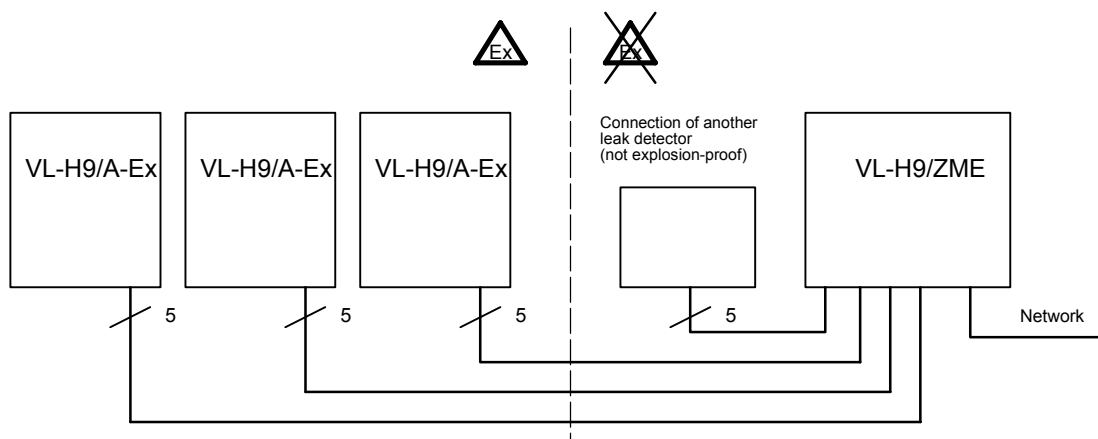 Ex
Ex
Connection of another
leak detector
(not explosion-proof)
VL-H9/A-Ex
VL-H9/A-Ex
VL-H9/A-Ex
VL-H9/ZME
5
5
5
5
Network